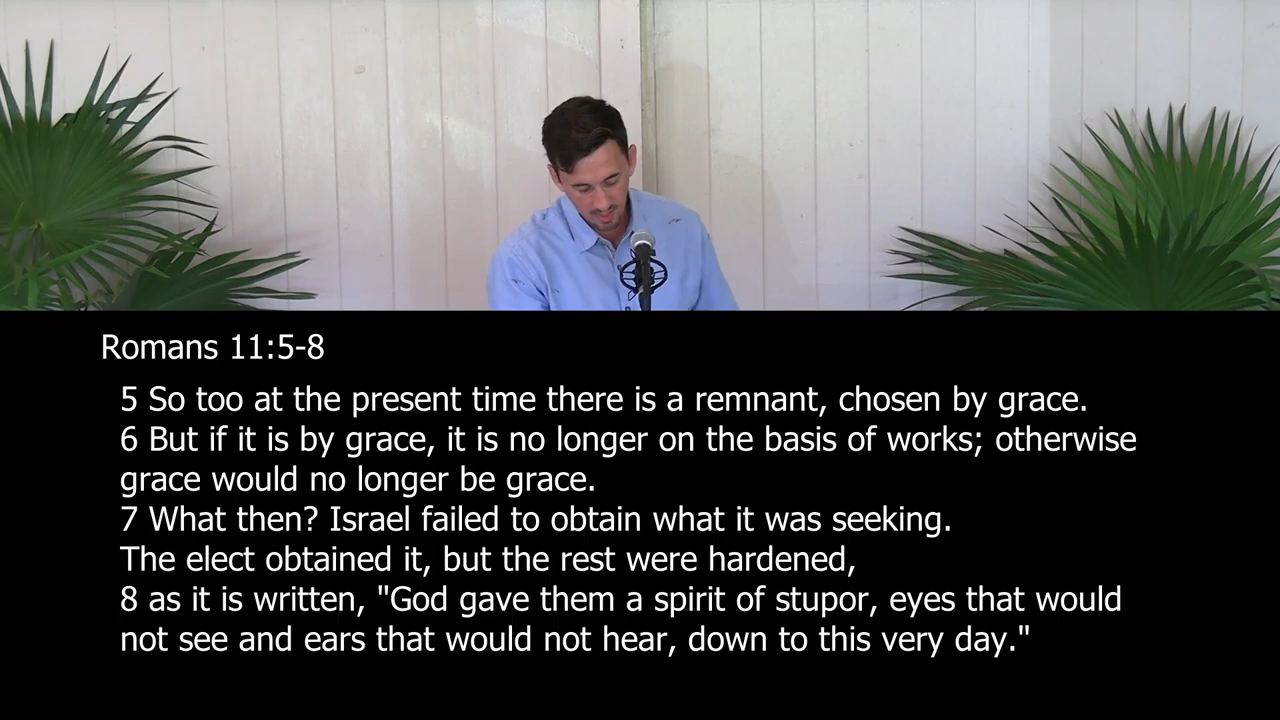 Romans 11:5-8
5 So too at the present time there is a remnant, chosen by grace.
6 But if it is by grace, it is no longer on the basis of works; otherwise
grace would no longer be grace.
7 What then? Israel failed to obtain what it was seeking.
The elect obtained it, but the rest were hardened,
8 as it is written, "God gave them a spirit of stupor, eyes that would
not see and ears that would not hear, down to this very day."